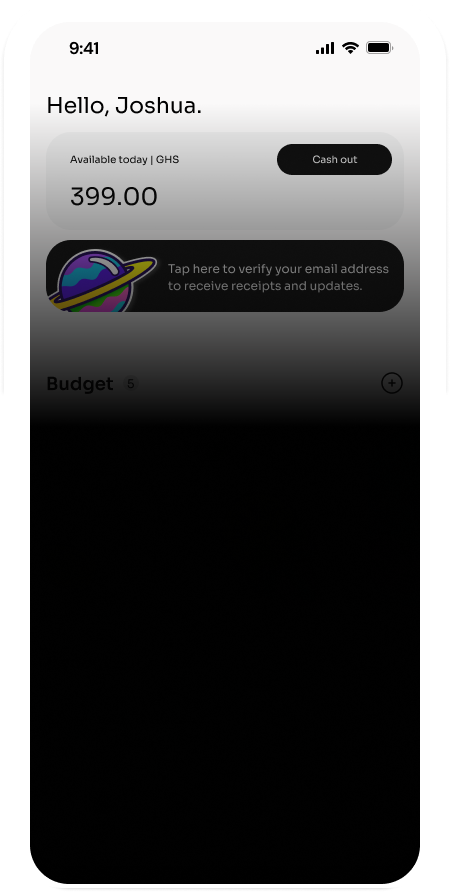 9:41
Hello, Joshua.
Available today | GHS
Cash out
399.00
Tap here to verify your email address
to receive receipts and updates.
Budget 5